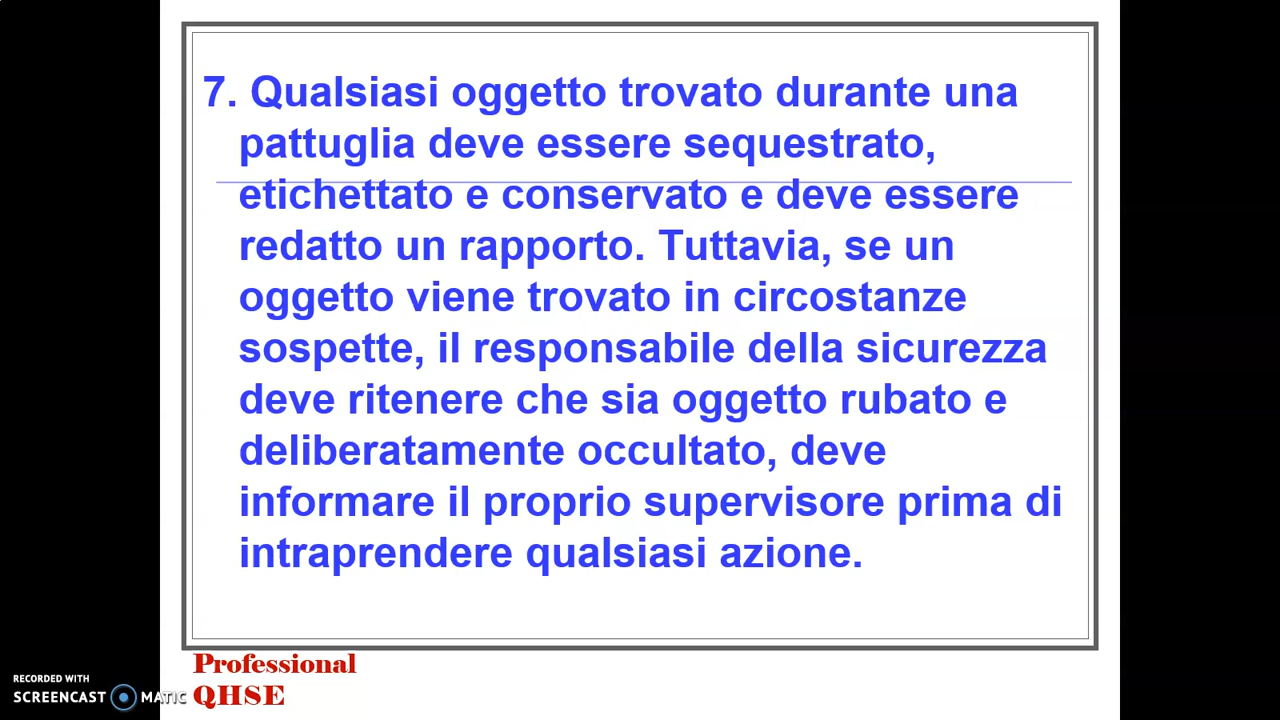 7. Qualsiasi oggetto trovato durante una
pattuglia deve essere sequestrato,
etichettato e conservato e deve essere
redatto un rapporto. Tuttavia, se un
oggetto viene trovato in circostanze
sospette, il responsabile della sicurezza
deve ritenere che sia oggetto rubato e
deliberatamente occultato, deve
informare il proprio supervisore prima di
intraprendere qualsiasi azione.
Professional
QHSE
RECORDED WITH
SCREENCAST MATIC